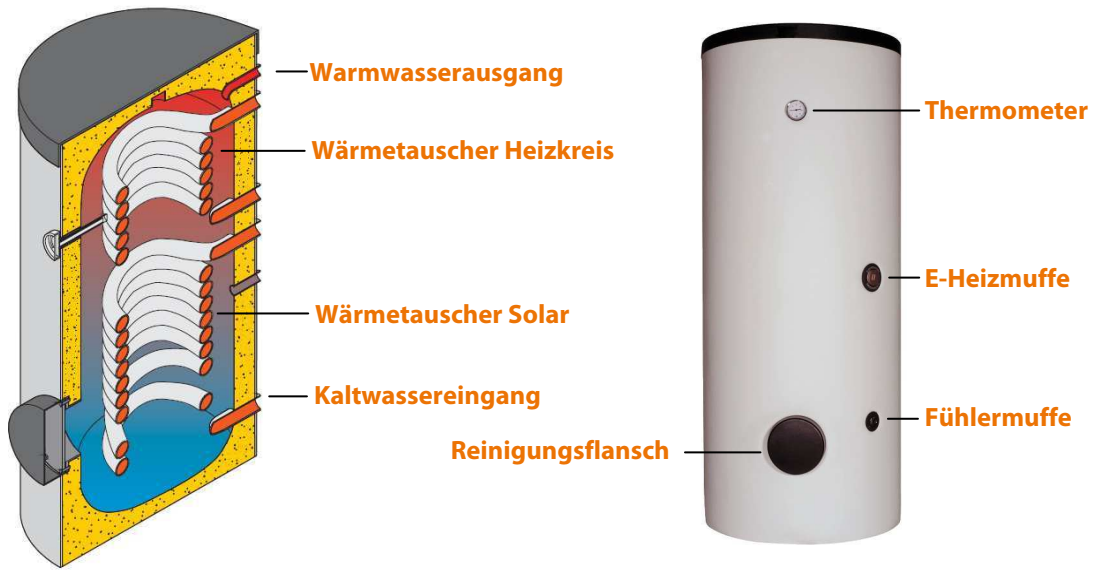 Warmwasserausgang
Wärmetauscher Heizkreis
Wärmetauscher Solar
Kaltwassereingang
Thermometer
E-Heizmuffe
Fühlermuffe
Reinigungsflansch